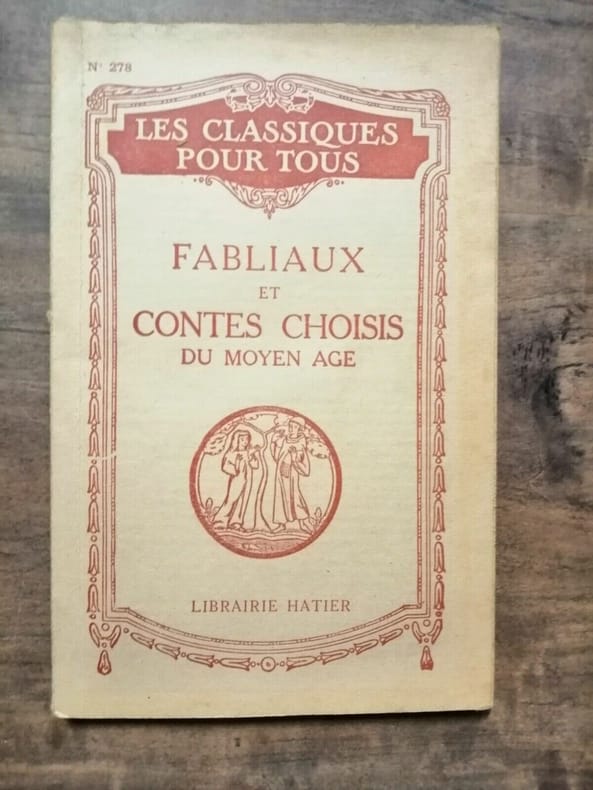 N° 278
LES CLASSIQUES
POUR TOUS
FABLIAUX
ET
CONTES CHOISIS
DU MOYEN AGE
LIBRAIRIE HATIER